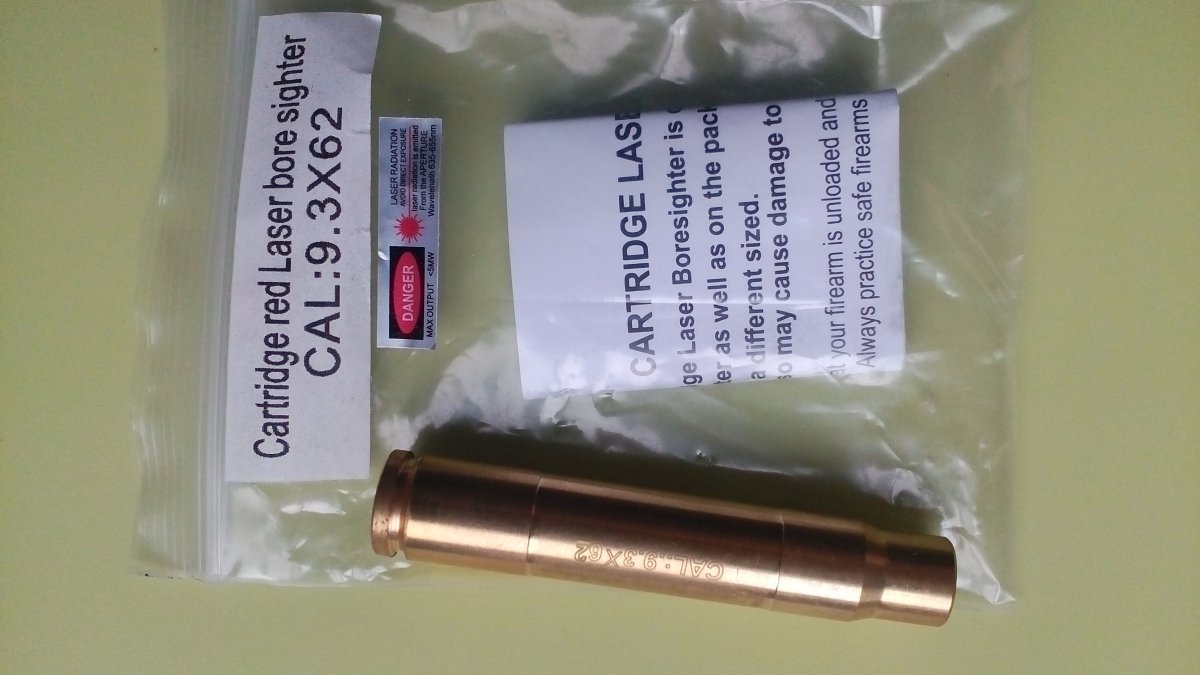 Cartridge red Laser bore sighter
CAL:9.3X62
LASER RADIATION
AVOID DIRECT EXPOSURE
laser radiation is emitted
From the APERTURE
Wavelenath 635-655nm
DANGER
MAX OUTPUT <5MW
CARTRIDGE LASE
ge Laser Boresighter is
ter as well as on the pack
a different sized.
so may cause damage to
at your firearm is unloaded and
Always practice safe firearms
CAL.:9.3X62